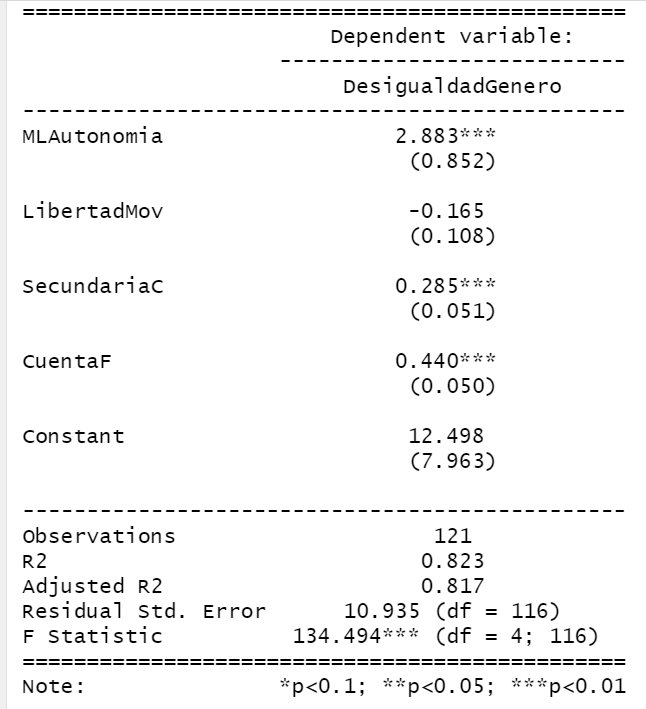 ==================================================
Dependent variable:
---------------------------
DesigualdadGenero
--------------------------------------------------
MLAutonomia 2.883***
(0.852)
LibertadMov -0.165
(0.108)
SecundariaC 0.285***
(0.051)
CuentaF 0.440***
(0.050)
Constant 12.498
(7.963)
--------------------------------------------------
Observations 121
R2 0.823
Adjusted R2 0.817
Residual Std. Error 10.935 (df = 116)
F Statistic 134.494*** (df = 4; 116)
==================================================
Note: *p<0.1; **p<0.05; ***p<0.01